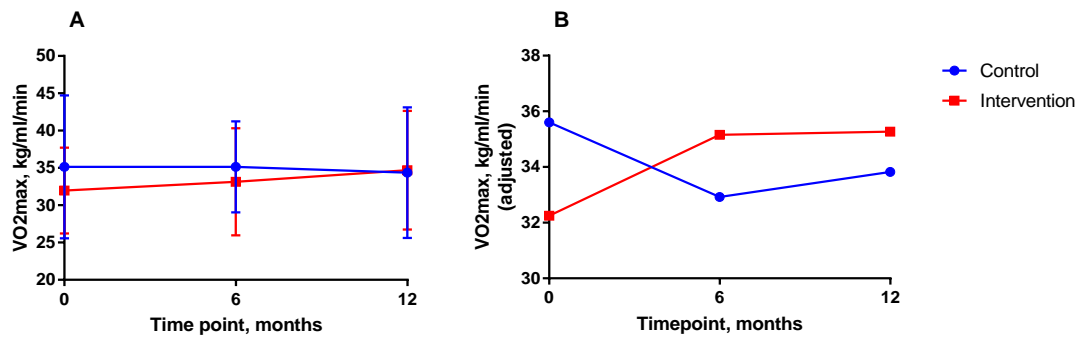 A
VO2max, kg/ml/min
50
45
40
35
30
25
20
0
6
12
Time point, months
B
VO2max, kg/ml/min
(adjusted)
38
36
34
32
30
0
6
12
Timepoint, months
Control
Intervention